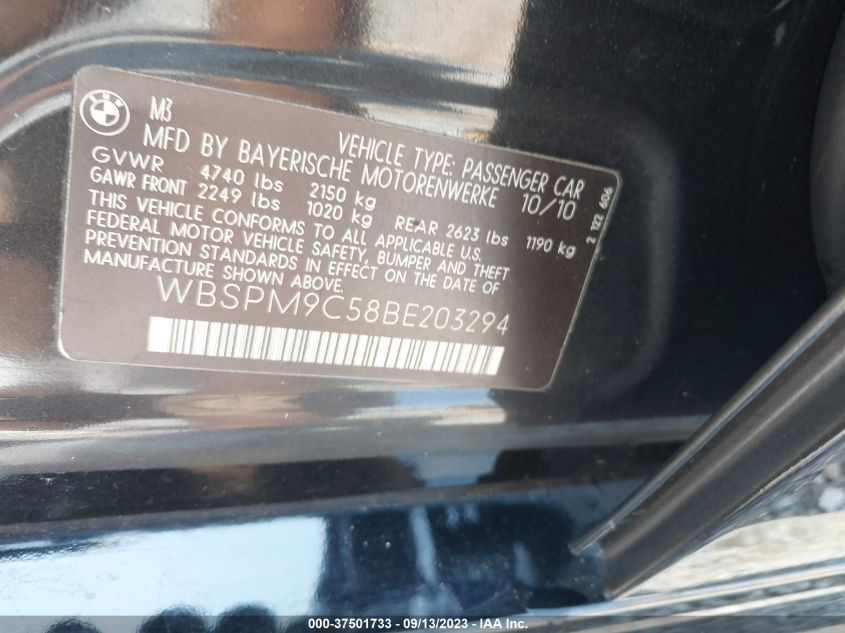 BMW
M3
VEHICLE TYPE: PASSENGER CAR
MFD BY BAYERISCHE MOTORENWERKE 10/10
GVWR 4740 lbs 2150 kg
GAWR FRONT 2249 lbs 1020 kg REAR 2623 lbs 1190 kg
THIS VEHICLE CONFORMS TO ALL APPLICABLE U.S.
FEDERAL MOTOR VEHICLE SAFETY, BUMPER AND THEFT
PREVENTION STANDARDS IN EFFECT ON THE DATE OF
MANUFACTURE SHOWN ABOVE.
WBSPM9C58BE203294
2 122 604
000-37501733 - 09/13/2023 - IAA Inc.